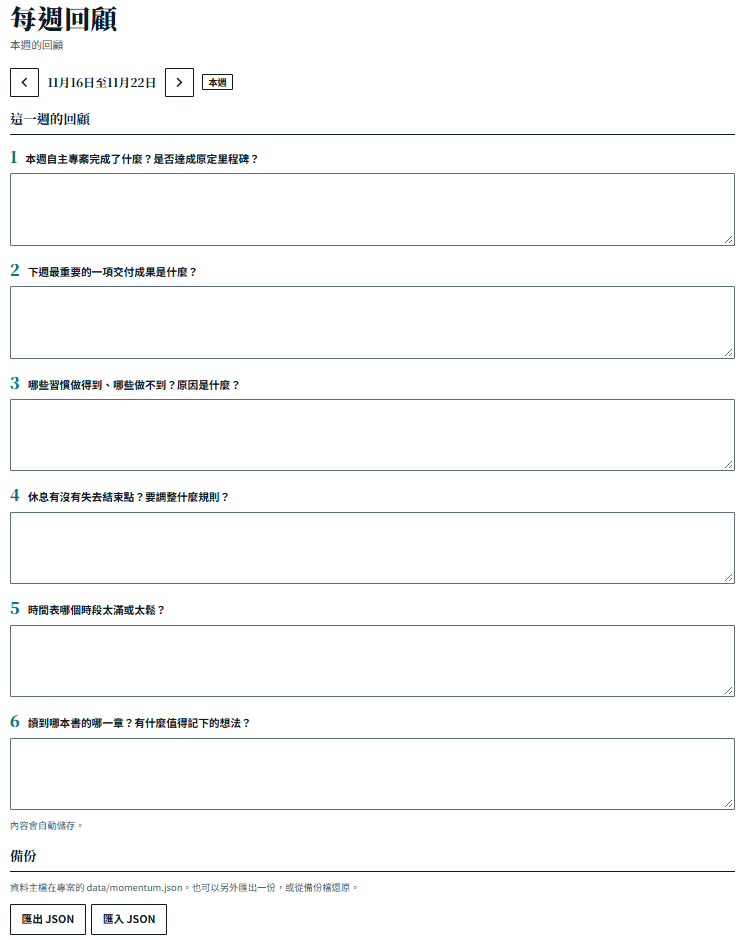 每週回顧
本週的回顧
11月16日至11月22日 本週
這一週的回顧
1 本週自主專案完成了什麼？是否達成原定里程碑？
2 下週最重要的一項交付成果是什麼？
3 哪些習慣做得到、哪些做不到？原因是什麼？
4 休息有沒有失去結束點？要調整什麼規則？
5 時間表哪個時段太滿或太鬆？
6 讀到哪本書的哪一章？有什麼值得記下的想法？
內容會自動儲存。
備份
資料主檔在專案的 data/momentum.json。也可以另外匯出一份，或從備份檔還原。
匯出 JSON 匯入 JSON